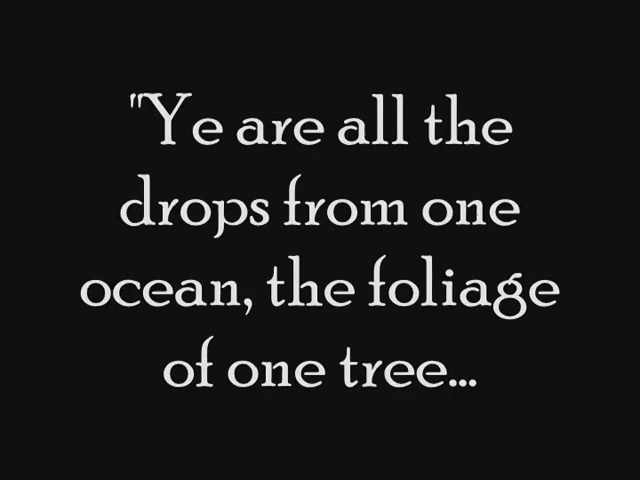 "Ye are all the
drops from one
ocean, the foliage
of one tree...